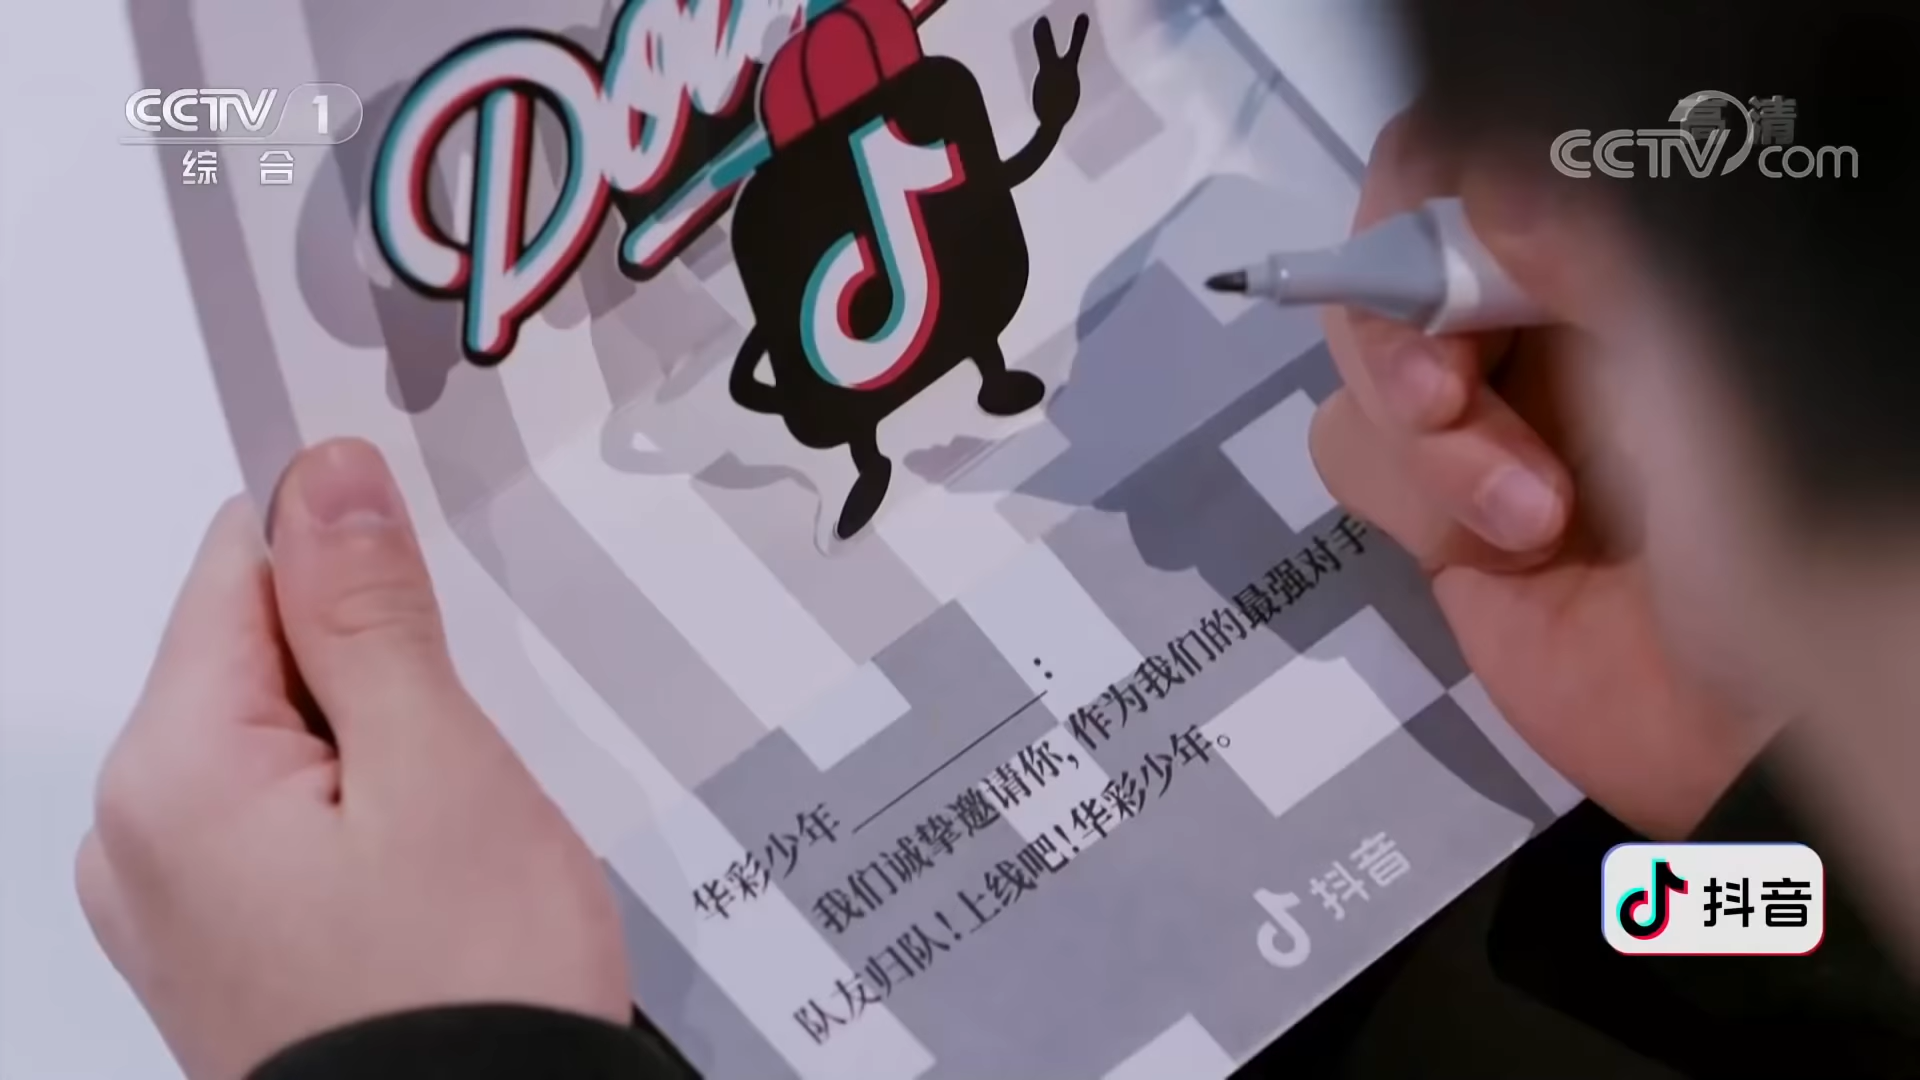 CCTV 1
综合
高清
CCTV.com
华彩少年 ________ :
我们诚挚邀请你,作为我们的最强对手
队友归队!上线吧!华彩少年。
抖音
抖音